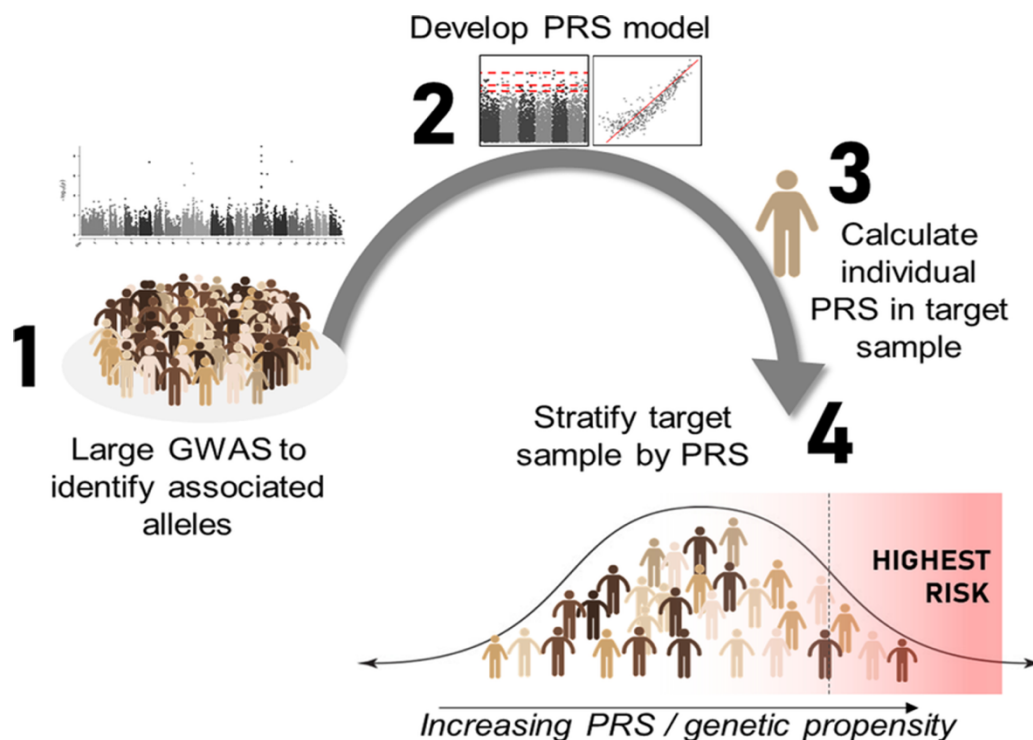 Develop PRS model
2
1
Large GWAS to
identify associated
alleles
3
Calculate
individual
PRS in target
sample
Stratify target
sample by PRS
4
HIGHEST
RISK
Increasing PRS / genetic propensity